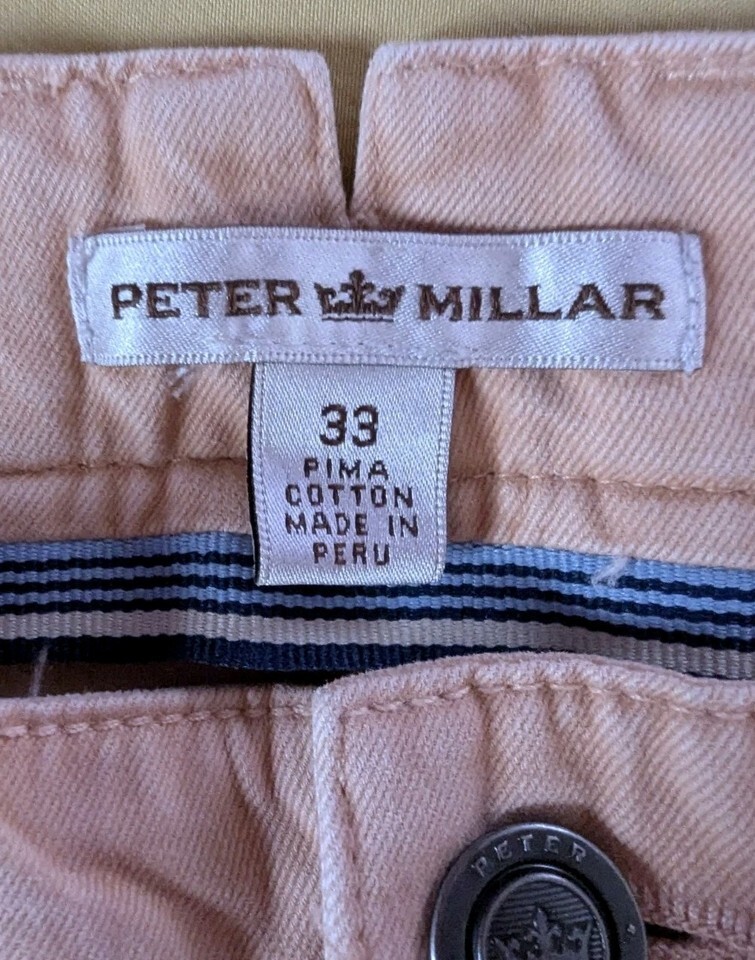 PETER MILLAR
33
PIMA
COTTON
MADE IN
PERU
PETER